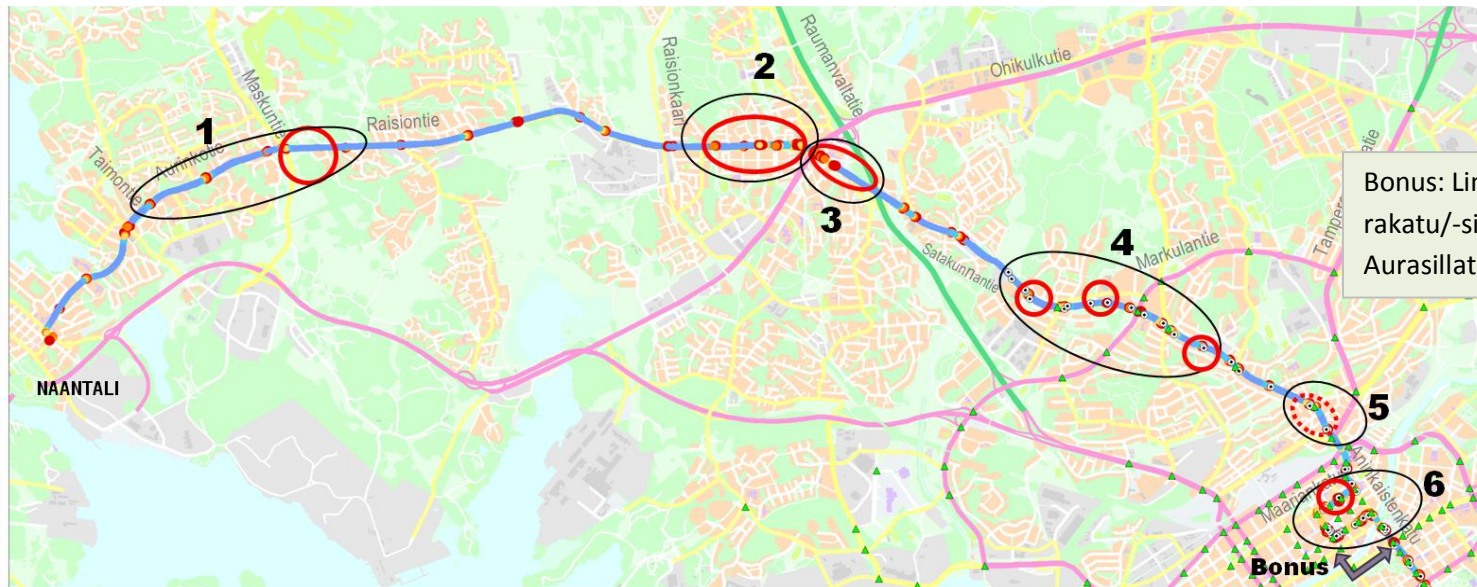 Taimontie
1
Aurinkotie
Maskuntie
Raisiontie
Raisionkaari
2
Raumanvaltatie
Ohikulkutie
3
Satakunnantie
4
Markulantie
Bonus: Lin
rakatu/-si
Aurasillat
5
Aninkaistenkatu
6
Bonus
NAANTALI